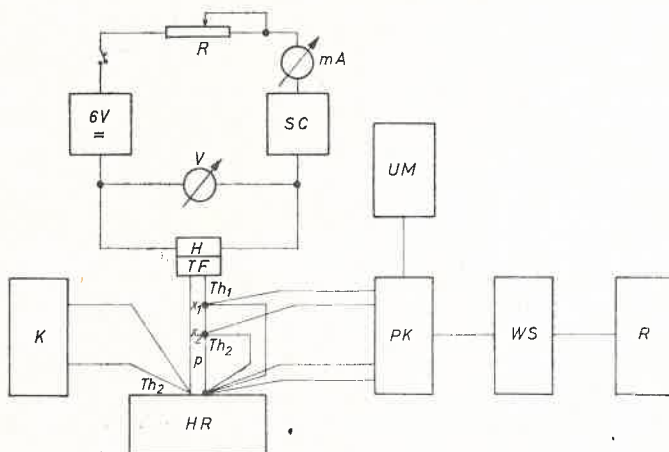 R
mA
6V
=
SC
V
UM
H
TF
Th1
x1
K
x2
Th2
PK
WS
R
p
Th2
HR